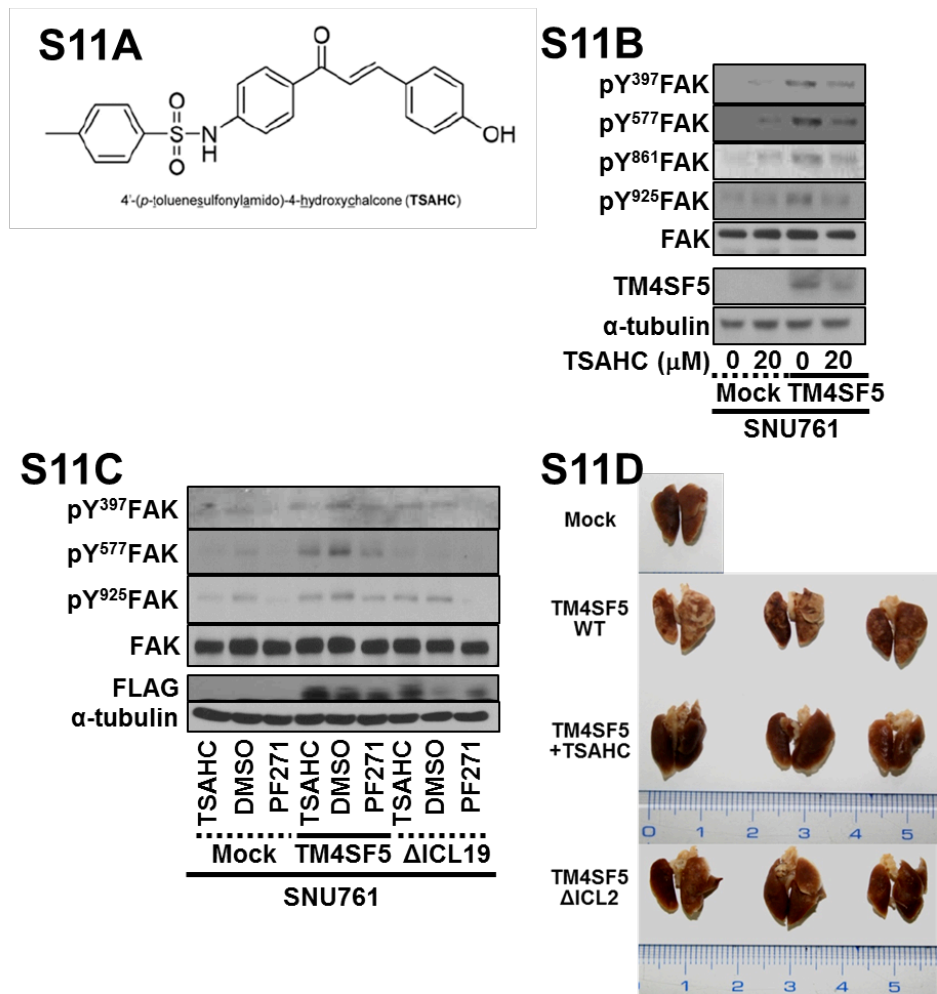 S11A
O
O
S
N
H
O
OH
4'-(p-toluenesulfonylamido)-4-hydroxychalcone (TSAHC)
S11B
pY397FAK
pY577FAK
pY861FAK
pY925FAK
FAK
TM4SF5
α-tubulin
TSAHC (μM) 0 20 0 20
Mock TM4SF5
SNU761
S11C
pY397FAK
pY577FAK
pY925FAK
FAK
FLAG
α-tubulin
TSAHC DMSO PF271 TSAHC DMSO PF271 TSAHC DMSO PF271
Mock TM4SF5 ΔICL19
SNU761
S11D
Mock
TM4SF5
WT
TM4SF5
+TSAHC
0 1 2 3 4 5
TM4SF5
ΔICL2
1 2 3 4 5